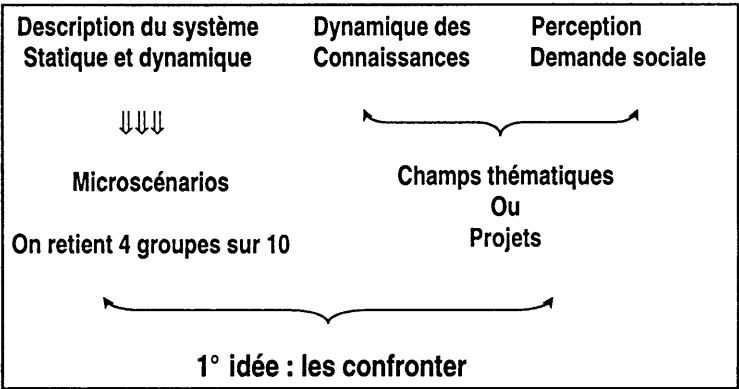 Description du système
Statique et dynamique
Dynamique des
Connaissances
Perception
Demande sociale
Microscénarios
On retient 4 groupes sur 10
Champs thématiques
Ou
Projets
1° idée : les confronter